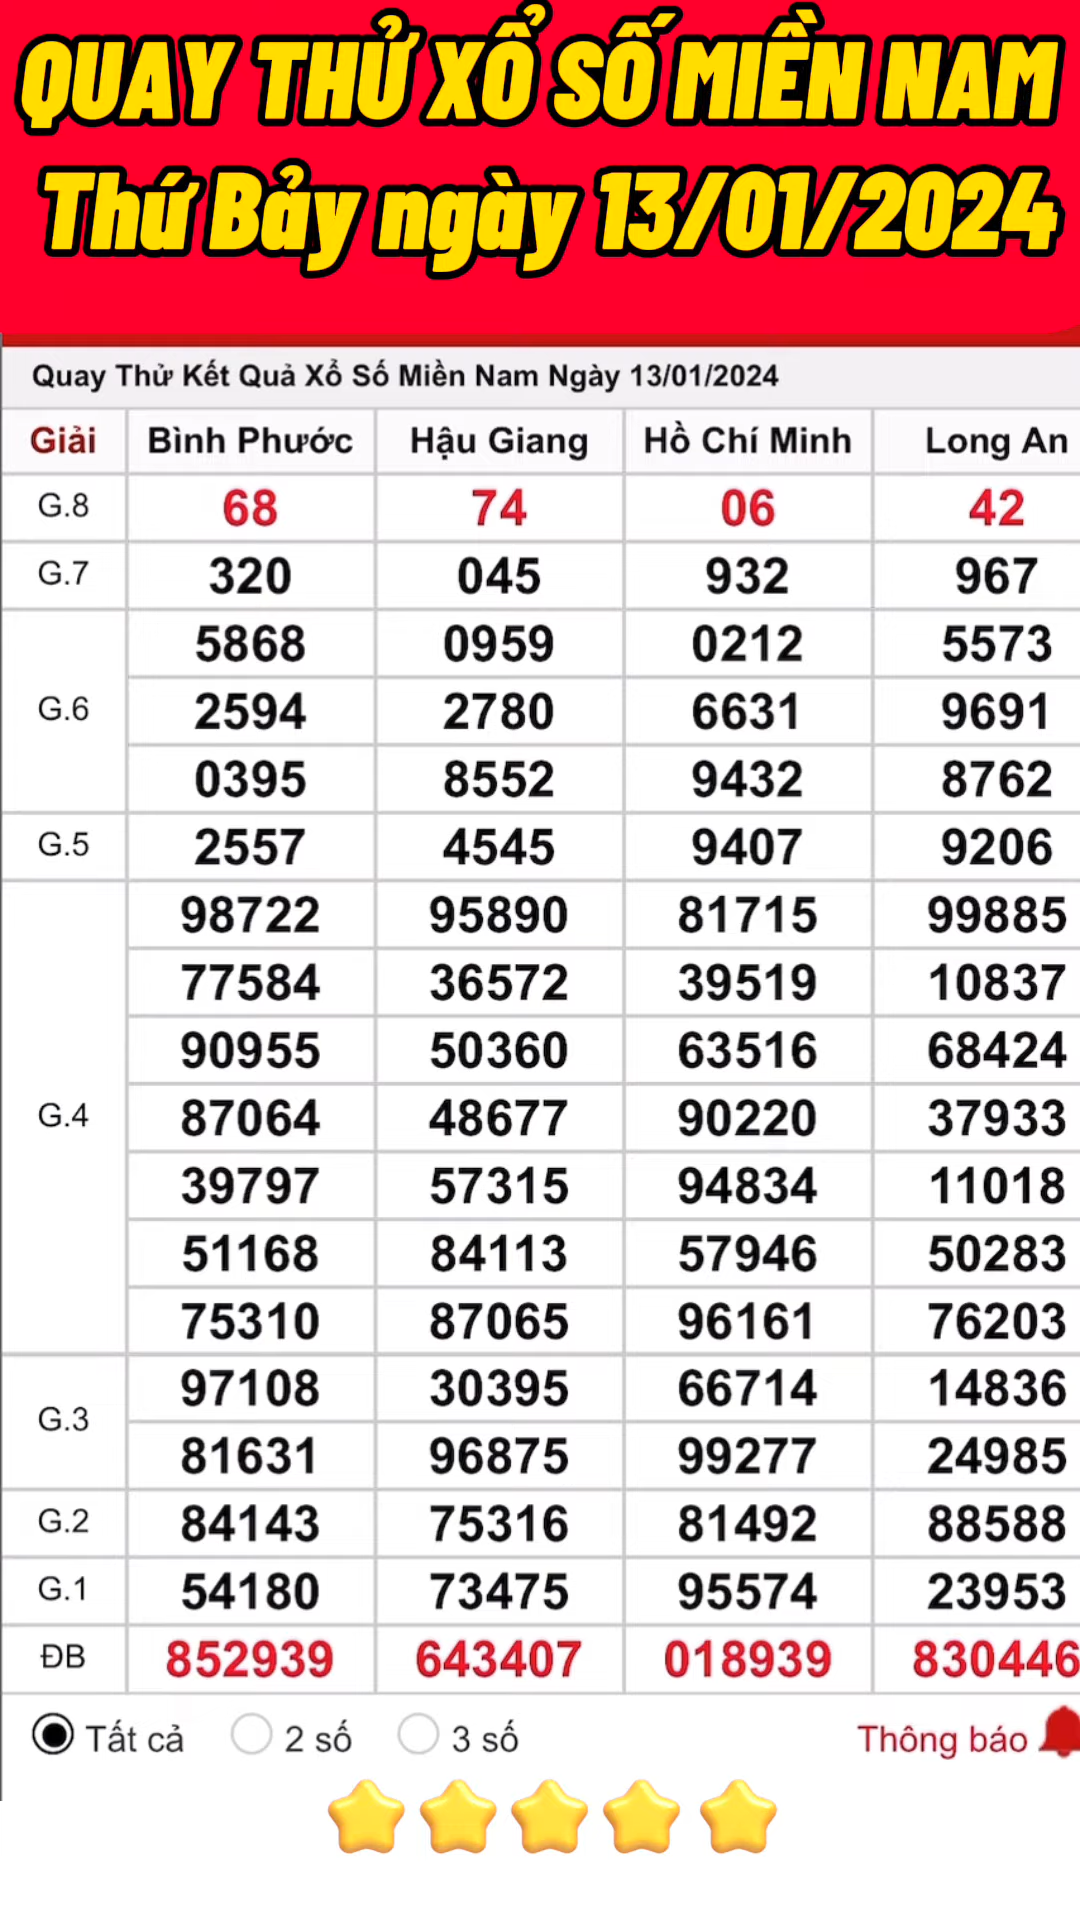 QUAY THỬ XỔ SỐ MIỀN NAM
Thứ Bảy ngày 13/01/2024
Quay Thử Kết Quả Xổ Số Miền Nam Ngày 13/01/2024
Giải Bình Phước Hậu Giang Hồ Chí Minh Long An
G.8 68 74 06 42
G.7 320 045 932 967
5868 0959 0212 5573
G.6 2594 2780 6631 9691
0395 8552 9432 8762
G.5 2557 4545 9407 9206
98722 95890 81715 99885
77584 36572 39519 10837
90955 50360 63516 68424
G.4 87064 48677 90220 37933
39797 57315 94834 11018
51168 84113 57946 50283
75310 87065 96161 76203
G.3 97108 30395 66714 14836
81631 96875 99277 24985
G.2 84143 75316 81492 88588
G.1 54180 73475 95574 23953
ĐB 852939 643407 018939 830446
Tất cả 2 số 3 số Thông báo